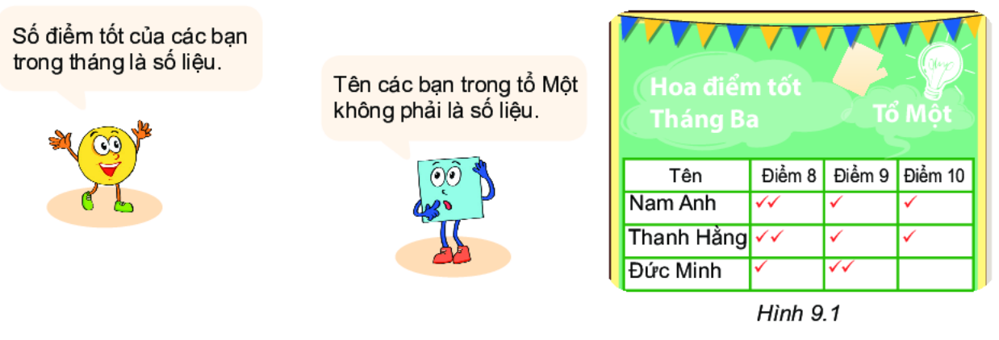 Số điểm tốt của các bạn
trong tháng là số liệu.
Tên các bạn trong tổ Một
không phải là số liệu.
Hoa điểm tốt
Tháng Ba
Tổ Một
Tên Điểm 8 Điểm 9 Điểm 10
Nam Anh ✓✓ ✓ ✓
Thanh Hằng ✓✓ ✓ ✓
Đức Minh ✓ ✓✓
Hình 9.1